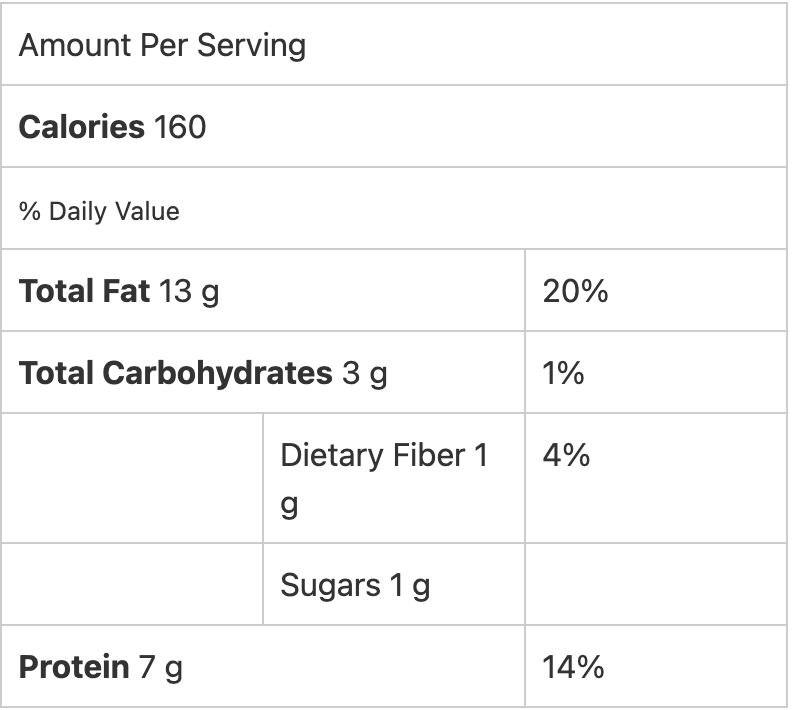 Amount Per Serving
Calories 160
% Daily Value
Total Fat 13 g 20%
Total Carbohydrates 3 g 1%
Dietary Fiber 1 4%
g
Sugars 1 g
Protein 7 g 14%